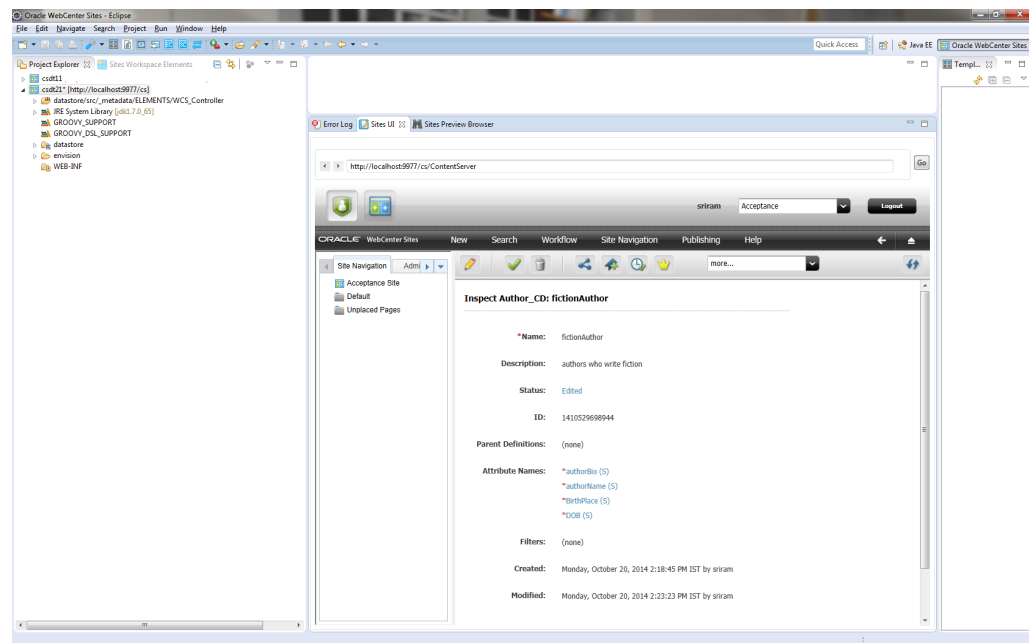 Oracle WebCenter Sites - Eclipse
File Edit Navigate Search Project Run Window Help
Quick Access Java EE Oracle WebCenter Sites
Project Explorer Sites Workspace Elements
csdt11
csdt21* [http://localhost:9977/cs]
datastore/src/_metadata/ELEMENTS/WCS_Controller
JRE System Library [jdk1.7.0_65]
GROOVY_SUPPORT
GROOVY_DSL_SUPPORT
datastore
envision
WEB-INF
Error Log Sites UI Sites Preview Browser
http://localhost:9977/cs/ContentServer Go
sriram Acceptance Logout
ORACLE WebCenter Sites New Search Workflow Site Navigation Publishing Help
Site Navigation Admi
more...
Acceptance Site
Default
Unplaced Pages
Inspect Author_CD: fictionAuthor
*Name: fictionAuthor
Description: authors who write fiction
Status: Edited
ID: 1410529698944
Parent Definitions: (none)
Attribute Names: *authorBio (S)
*authorName (S)
*BirthPlace (S)
*DOB (S)
Filters: (none)
Created: Monday, October 20, 2014 2:18:45 PM IST by sriram
Modified: Monday, October 20, 2014 2:23:23 PM IST by sriram
Templ...